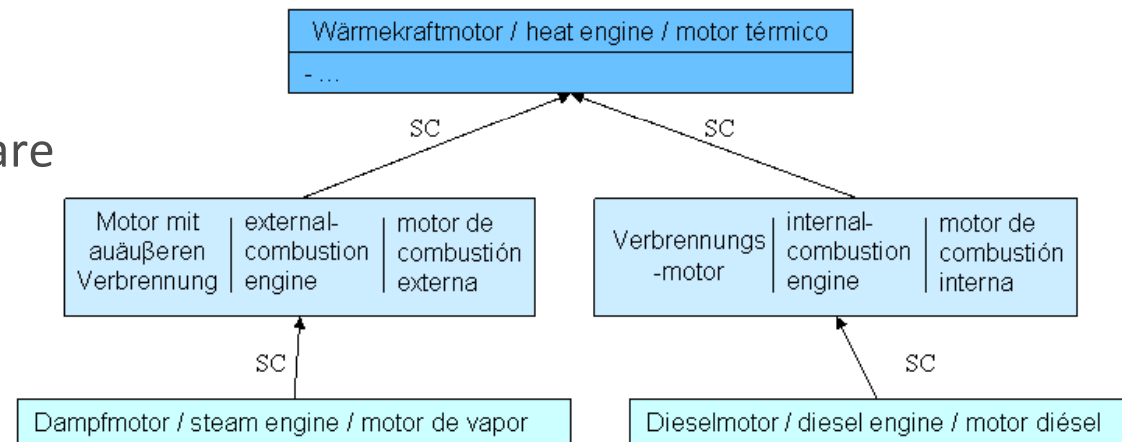 Wärmekraftmotor / heat engine / motor térmico
- ...
SC
SC
are
Motor mit
auäußeren
Verbrennung
external-
combustion
engine
motor de
combustión
externa
Verbrennungs
-motor
internal-
combustion
engine
motor de
combustión
interna
SC
SC
Dampfmotor / steam engine / motor de vapor
Dieselmotor / diesel engine / motor diésél